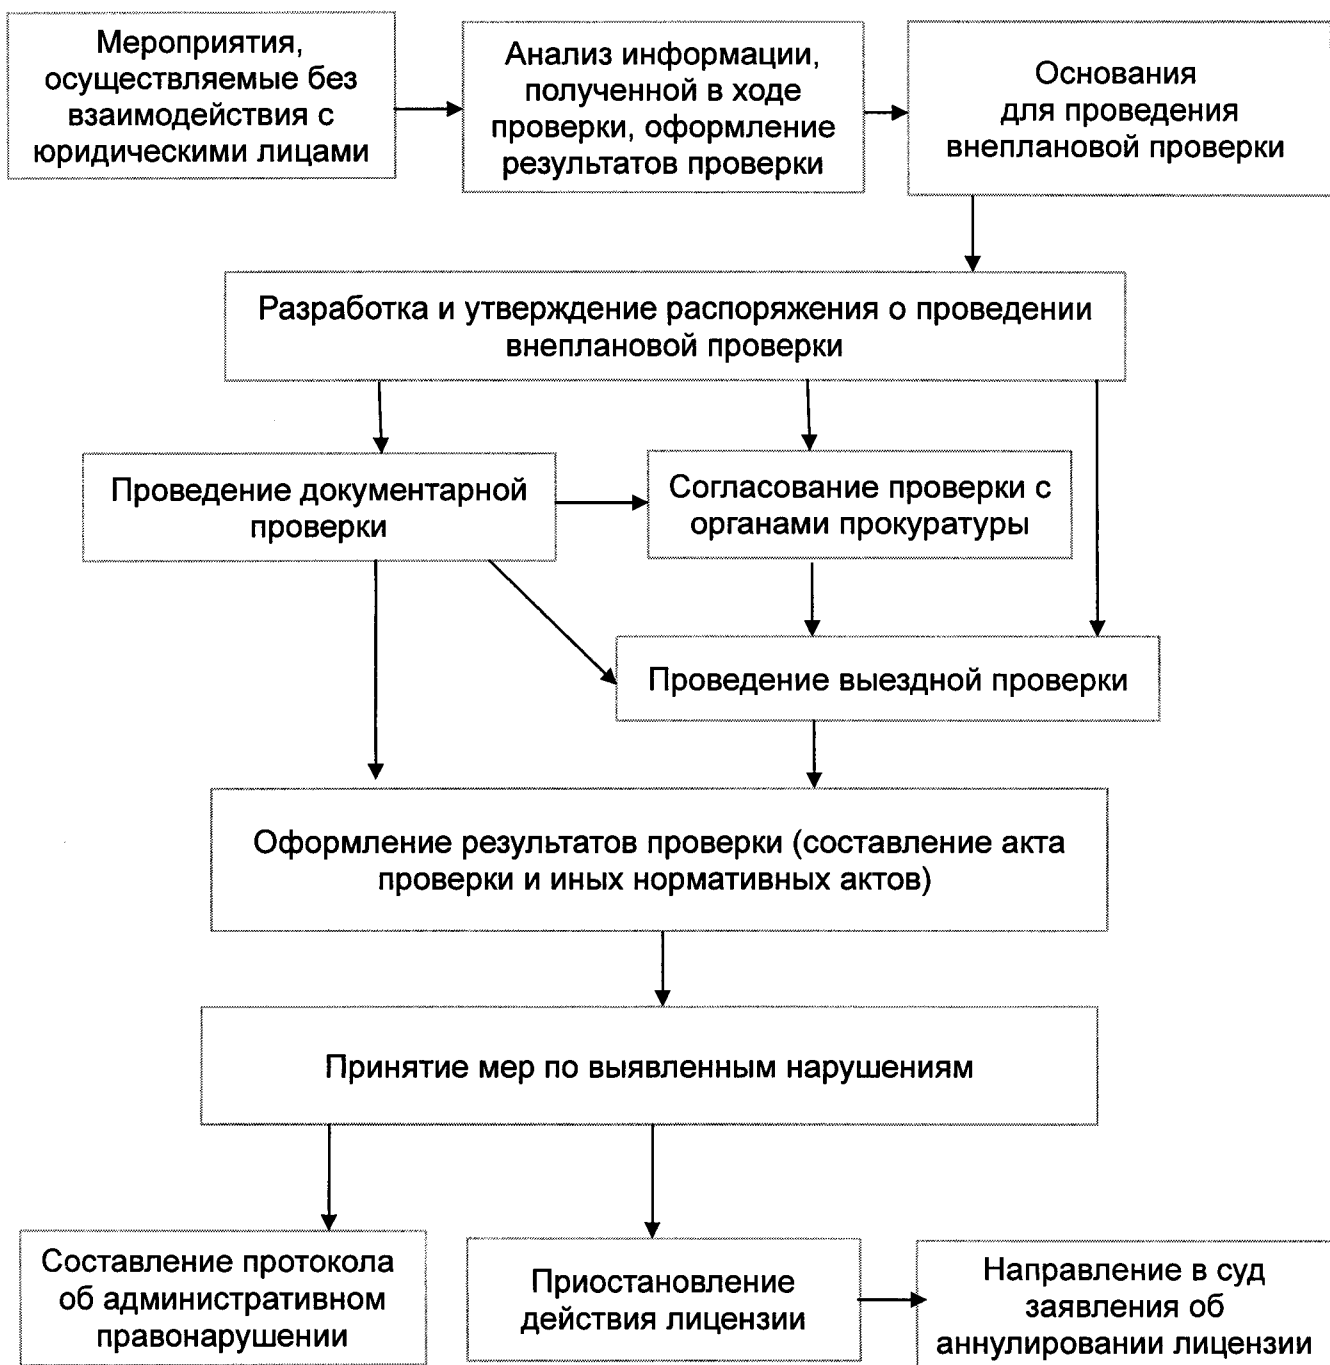 Мероприятия,
осуществляемые без
взаимодействия с
юридическими лицами
Анализ информации,
полученной в ходе
проверки, оформление
результатов проверки
Основания
для проведения
внеплановой проверки
Разработка и утверждение распоряжения о проведении
внеплановой проверки
Проведение документарной
проверки
Согласование проверки с
органами прокуратуры
Проведение выездной проверки
Оформление результатов проверки (составление акта
проверки и иных нормативных актов)
Принятие мер по выявленным нарушениям
Составление протокола
об административном
правонарушении
Приостановление
действия лицензии
Направление в суд
заявления об
аннулировании лицензии